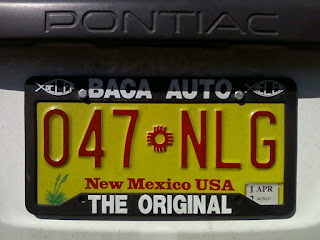 PONTIAC
BACA AUTO
047 NLG
1 APR
New Mexico USA
THE ORIGINAL